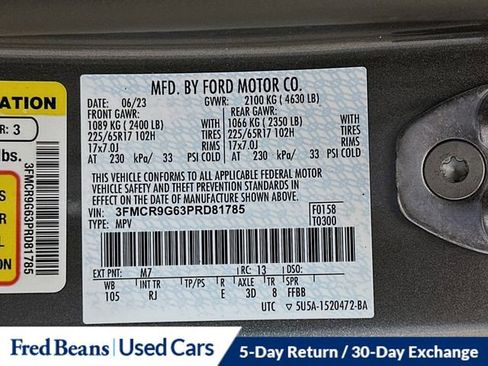 ATION
R: 3
lbs.
3FMCR9G63PRD81785
MFD. BY FORD MOTOR CO.
DATE: 06/23 GVWR: 2100 KG ( 4630 LB)
FRONT GAWR: REAR GAWR:
1089 KG ( 2400 LB) 1066 KG ( 2350 LB)
225/65R17 102H TIRES 225/65R17 102H TIRES
17x7.0J RIMS 17x7.0J RIMS
AT 230 kPa/ 33 PSI COLD AT 230 kPa/ 33 PSI COLD
THIS VEHICLE CONFORMS TO ALL APPLICABLE FEDERAL MOTOR
VEHICLE SAFETY AND THEFT PREVENTION STANDARDS IN
EFFECT ON THE DATE OF MANUFACTURE SHOWN ABOVE.
VIN: 3FMCR9G63PRD81785 F0158
TYPE: MPV T0300
EXT PNT: M7 RC: 13 DSO:
WB INT TR TP/PS R AXLE TR SPR
105 RJ E 3D 8 FFBB
UTC 5U5A-1520472-BA
Fred Beans Used Cars 5-Day Return / 30-Day Exchange